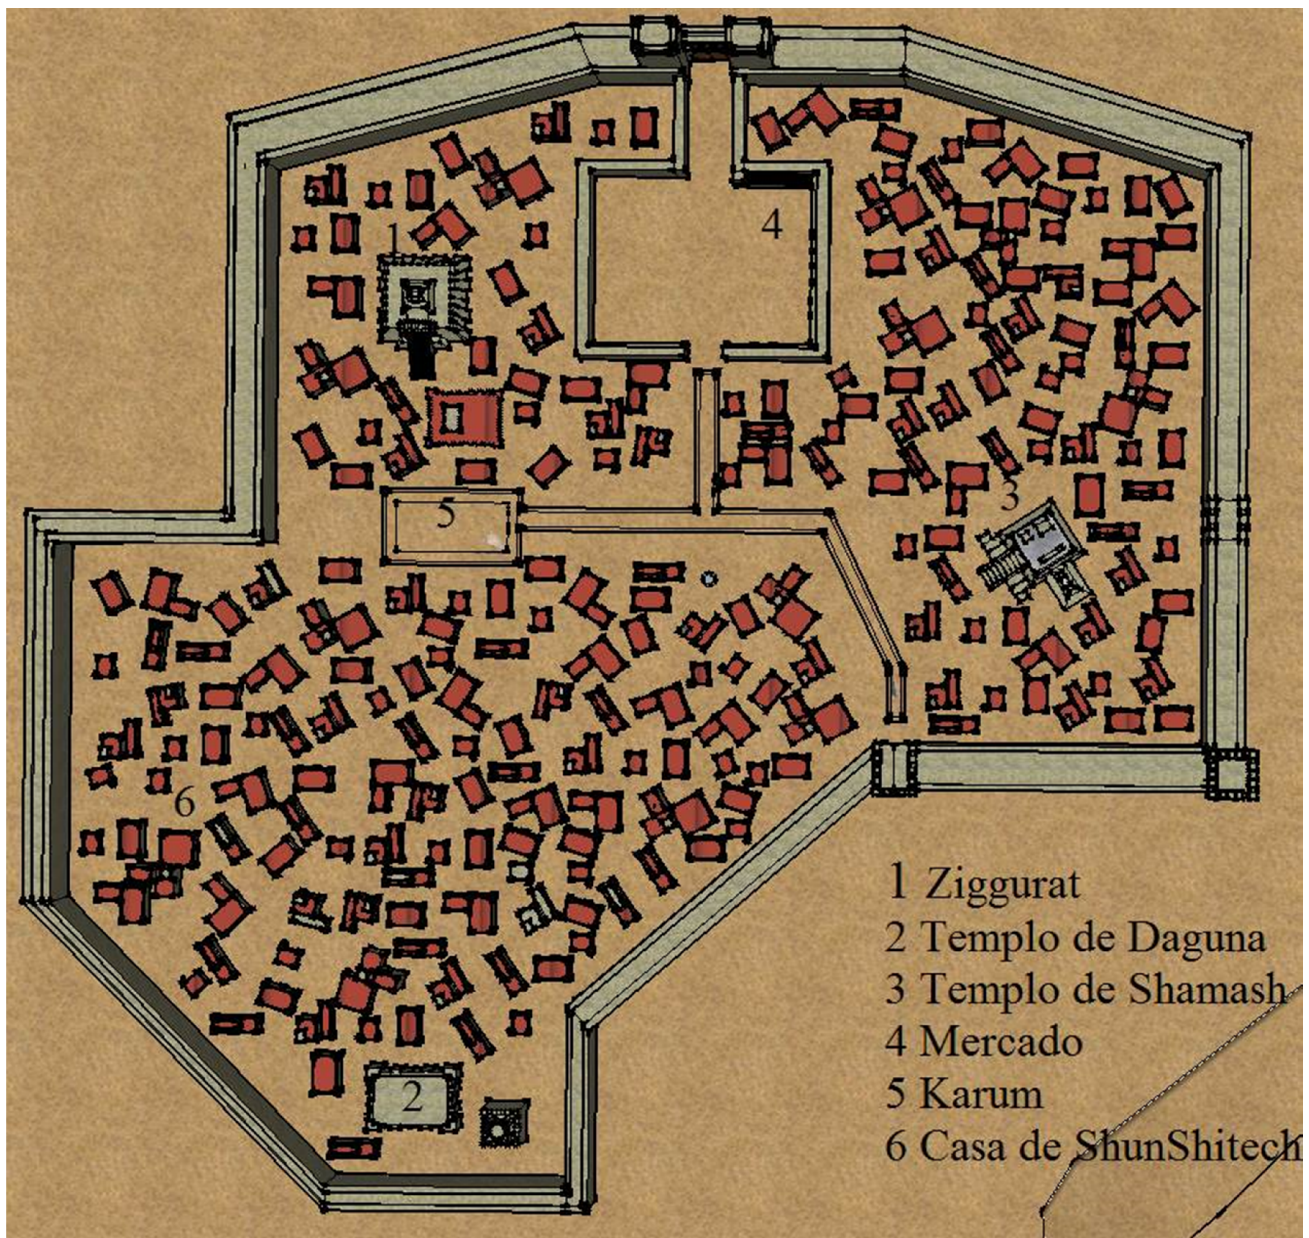 4
1
3
5
6
2
1 Ziggurat
2 Templo de Daguna
3 Templo de Shamash
4 Mercado
5 Karum
6 Casa de ShunShitech